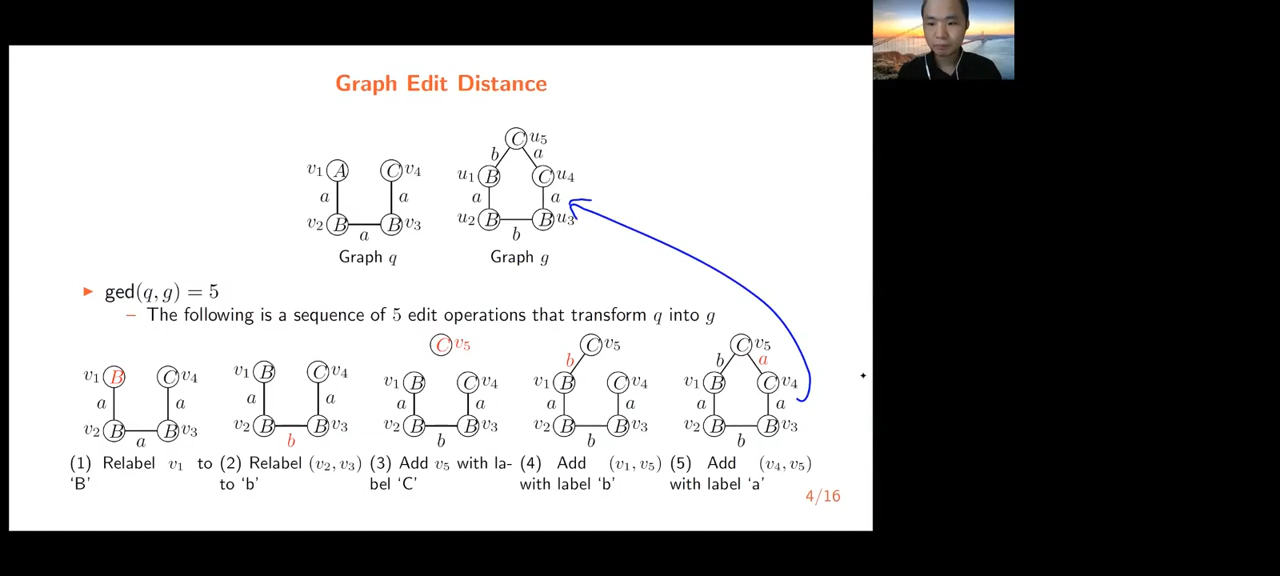 Graph Edit Distance
C u5
b a
v1 A C v4 u1 B C u4
a a a a
v2 B B v3 u2 B B u3
a b
Graph q Graph g
ged(q, g) = 5
– The following is a sequence of 5 edit operations that transform q into g
C v5 C v5 C v5
b b a
v1 B C v4 v1 B C v4 v1 B C v4 v1 B C v4 v1 B C v4
a a a a a a a a a a
v2 B B v3 v2 B B v3 v2 B B v3 v2 B B v3 v2 B B v3
a b b b b
(1) Relabel v1 to (2) Relabel (v2, v3) (3) Add v5 with la- (4) Add (v1, v5) (5) Add (v4, v5)
‘B’ to ‘b’ bel ‘C’ with label ‘b’ with label ‘a’
4/16